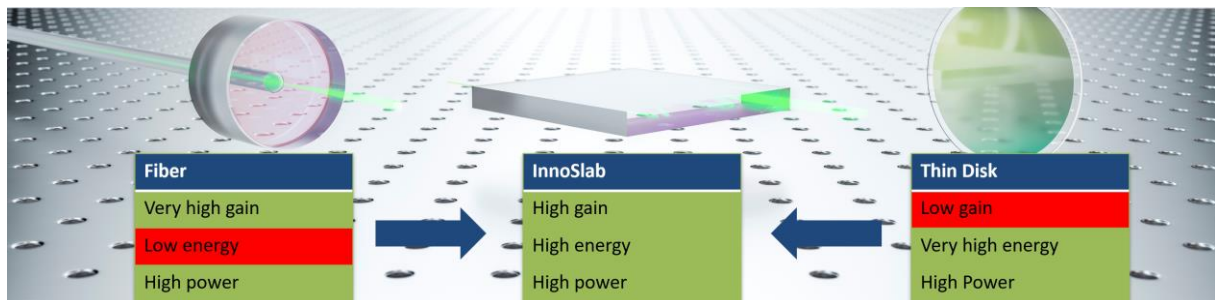 Fiber
Very high gain
Low energy
High power
InnoSlab
High gain
High energy
High power
Thin Disk
Low gain
Very high energy
High Power